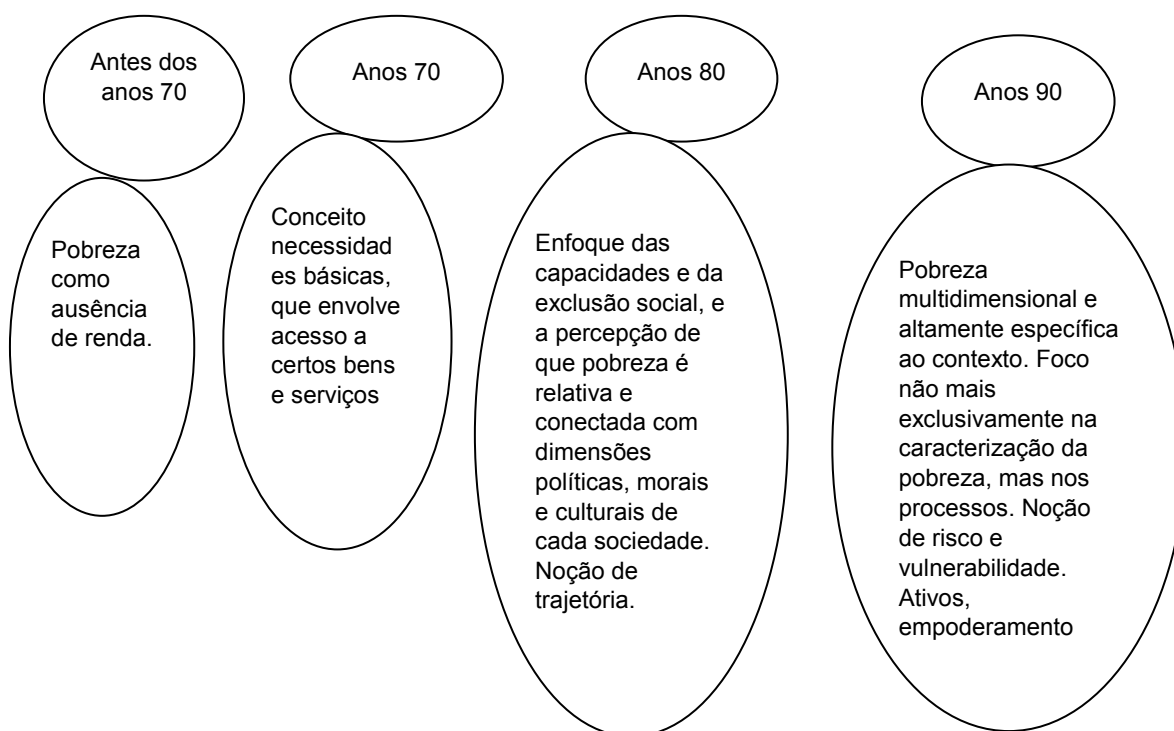 Antes dos
anos 70
Pobreza
como
ausência
de renda.
Anos 70
Conceito
necessidad
es básicas,
que envolve
acesso a
certos bens
e serviços
Anos 80
Enfoque das
capacidades e da
exclusão social, e
a percepção de
que pobreza é
relativa e
conectada com
dimensões
políticas, morais
e culturais de
cada sociedade.
Noção de
trajetória.
Anos 90
Pobreza
multidimensional e
altamente específica
ao contexto. Foco
não mais
exclusivamente na
caracterização da
pobreza, mas nos
processos. Noção
de risco e
vulnerabilidade.
Ativos,
empoderamento